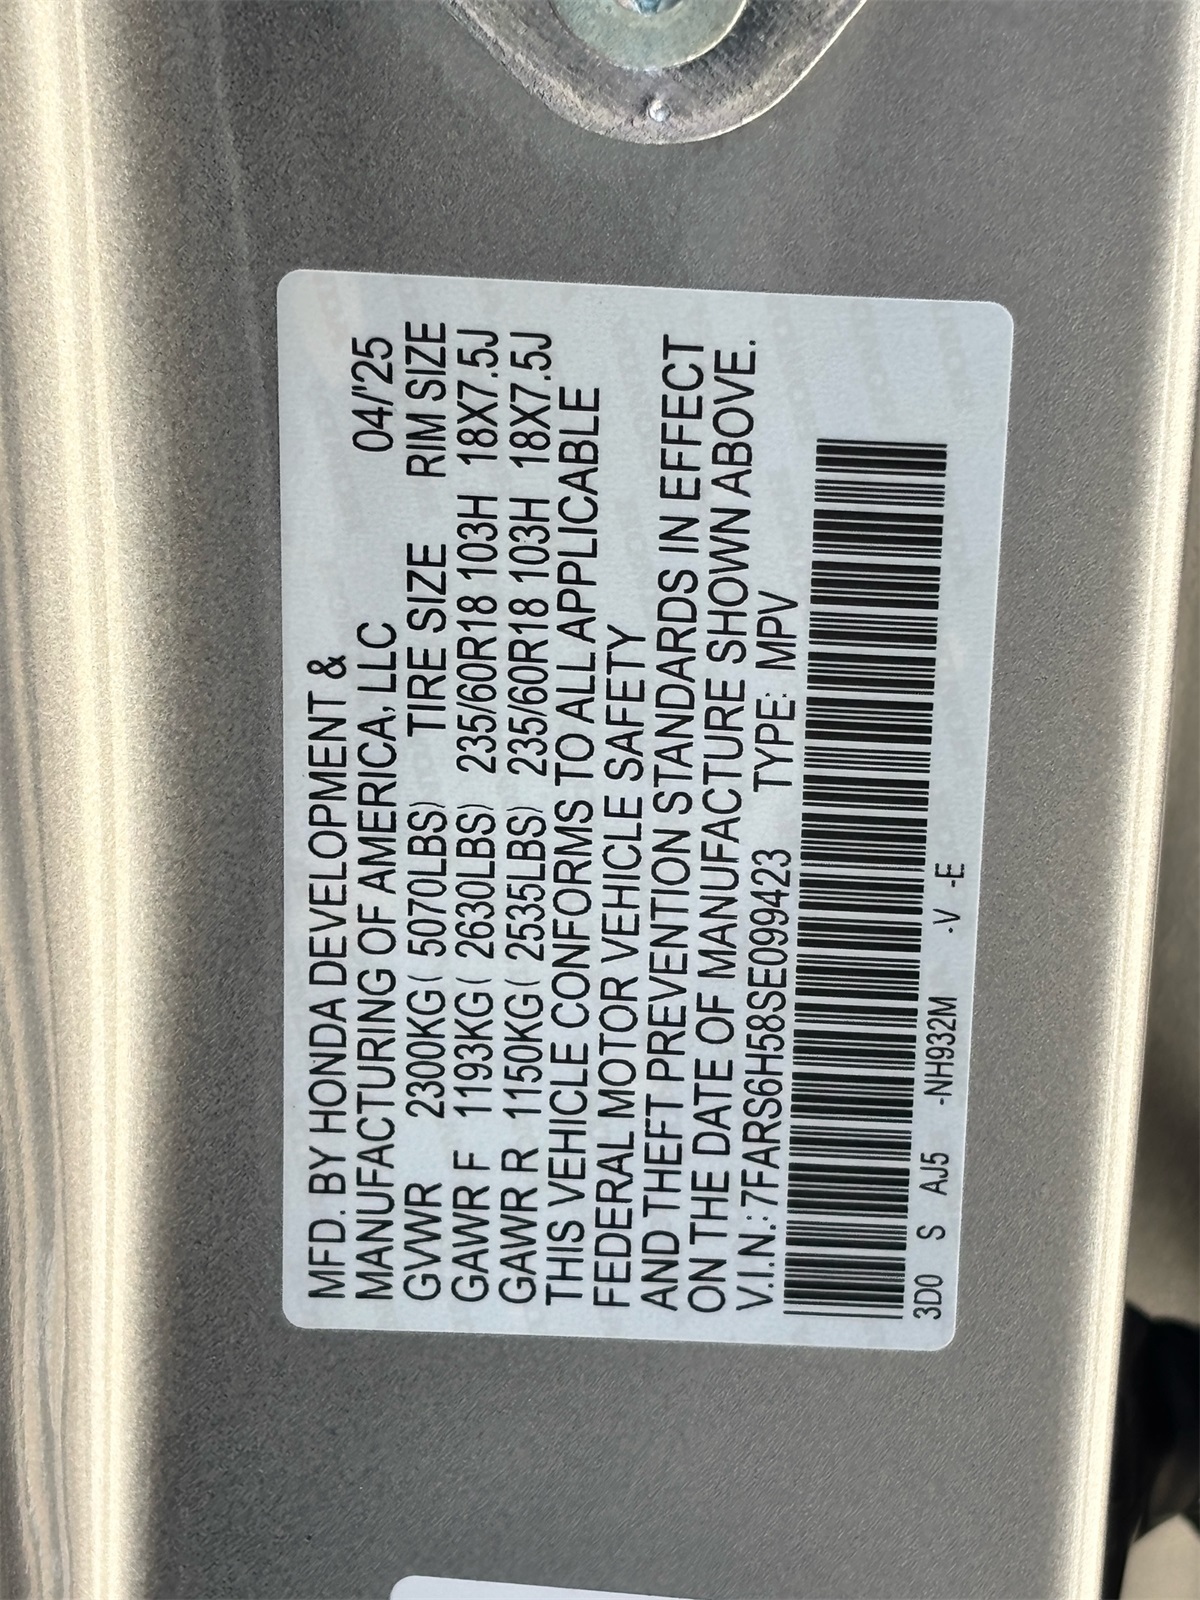 MFD. BY HONDA DEVELOPMENT &
MANUFACTURING OF AMERICA, LLC 04/'25
GVWR 2300KG( 5070LBS) TIRE SIZE RIM SIZE
GAWR F 1193KG( 2630LBS) 235/60R18 103H 18X7.5J
GAWR R 1150KG( 2535LBS) 235/60R18 103H 18X7.5J
THIS VEHICLE CONFORMS TO ALL APPLICABLE
FEDERAL MOTOR VEHICLE SAFETY
AND THEFT PREVENTION STANDARDS IN EFFECT
ON THE DATE OF MANUFACTURE SHOWN ABOVE.
V.I.N.: 7FARS6H58SE099423 TYPE: MPV
3D0 S AJ5 -NH932M -V -E